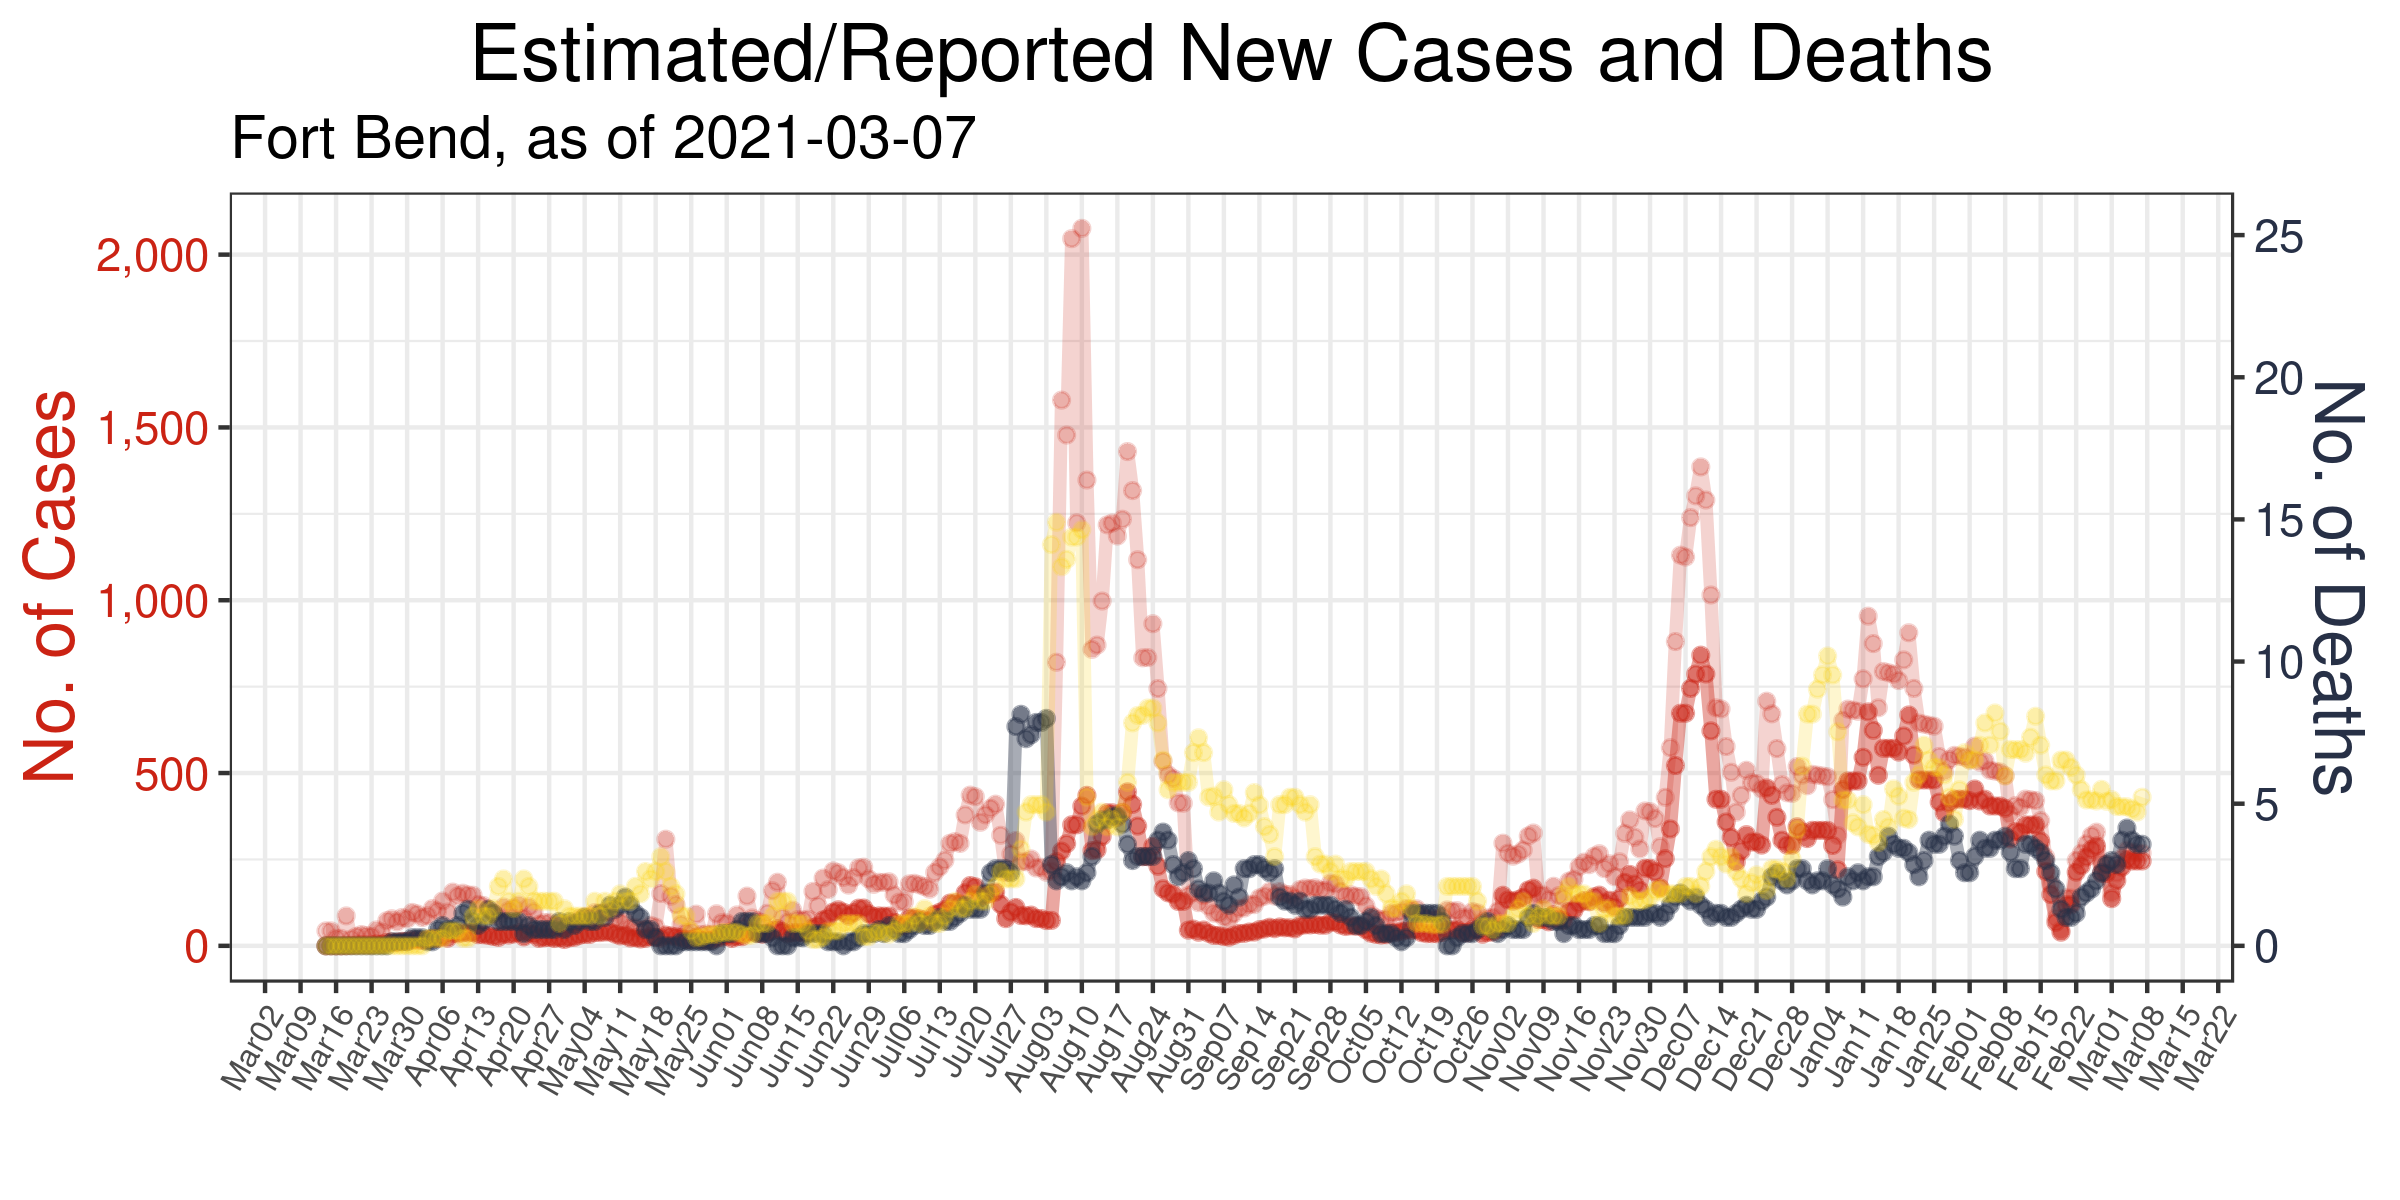 Estimated/Reported New Cases and Deaths
Fort Bend, as of 2021-03-07
No. of Cases
2,000
1,500
1,000
500
0
25
20
15
10
5
0
No. of Deaths
Mar02 Mar09 Mar16 Mar23 Mar30 Apr06 Apr13 Apr20 Apr27 May04 May11 May18 May25 Jun01 Jun08 Jun15 Jun22 Jun29 Jul06 Jul13 Jul20 Jul27 Aug03 Aug10 Aug17 Aug24 Aug31 Sep07 Sep14 Sep21 Sep28 Oct05 Oct12 Oct19 Oct26 Nov02 Nov09 Nov16 Nov23 Nov30 Dec07 Dec14 Dec21 Dec28 Jan04 Jan11 Jan18 Jan25 Feb01 Feb08 Feb15 Feb22 Mar01 Mar08 Mar15 Mar22